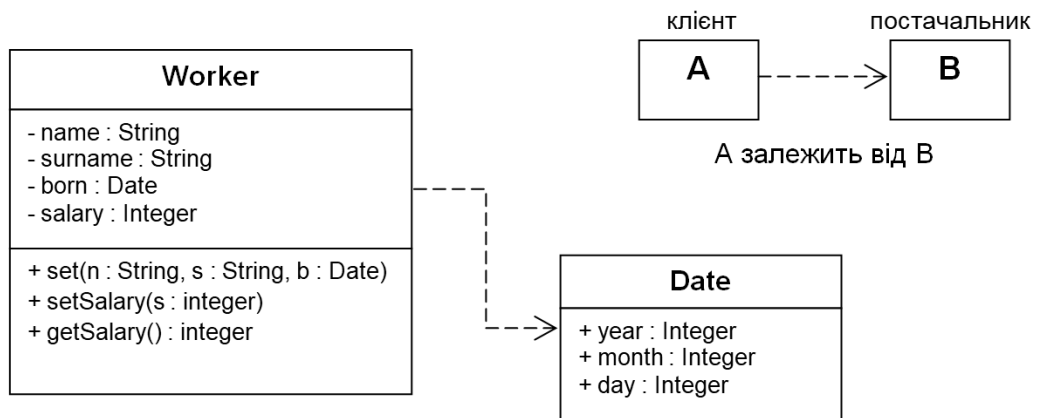 клієнт
постачальник
A
B
А залежить від В
Worker
- name : String
- surname : String
- born : Date
- salary : Integer
+ set(n : String, s : String, b : Date)
+ setSalary(s : integer)
+ getSalary() : integer
Date
+ year : Integer
+ month : Integer
+ day : Integer